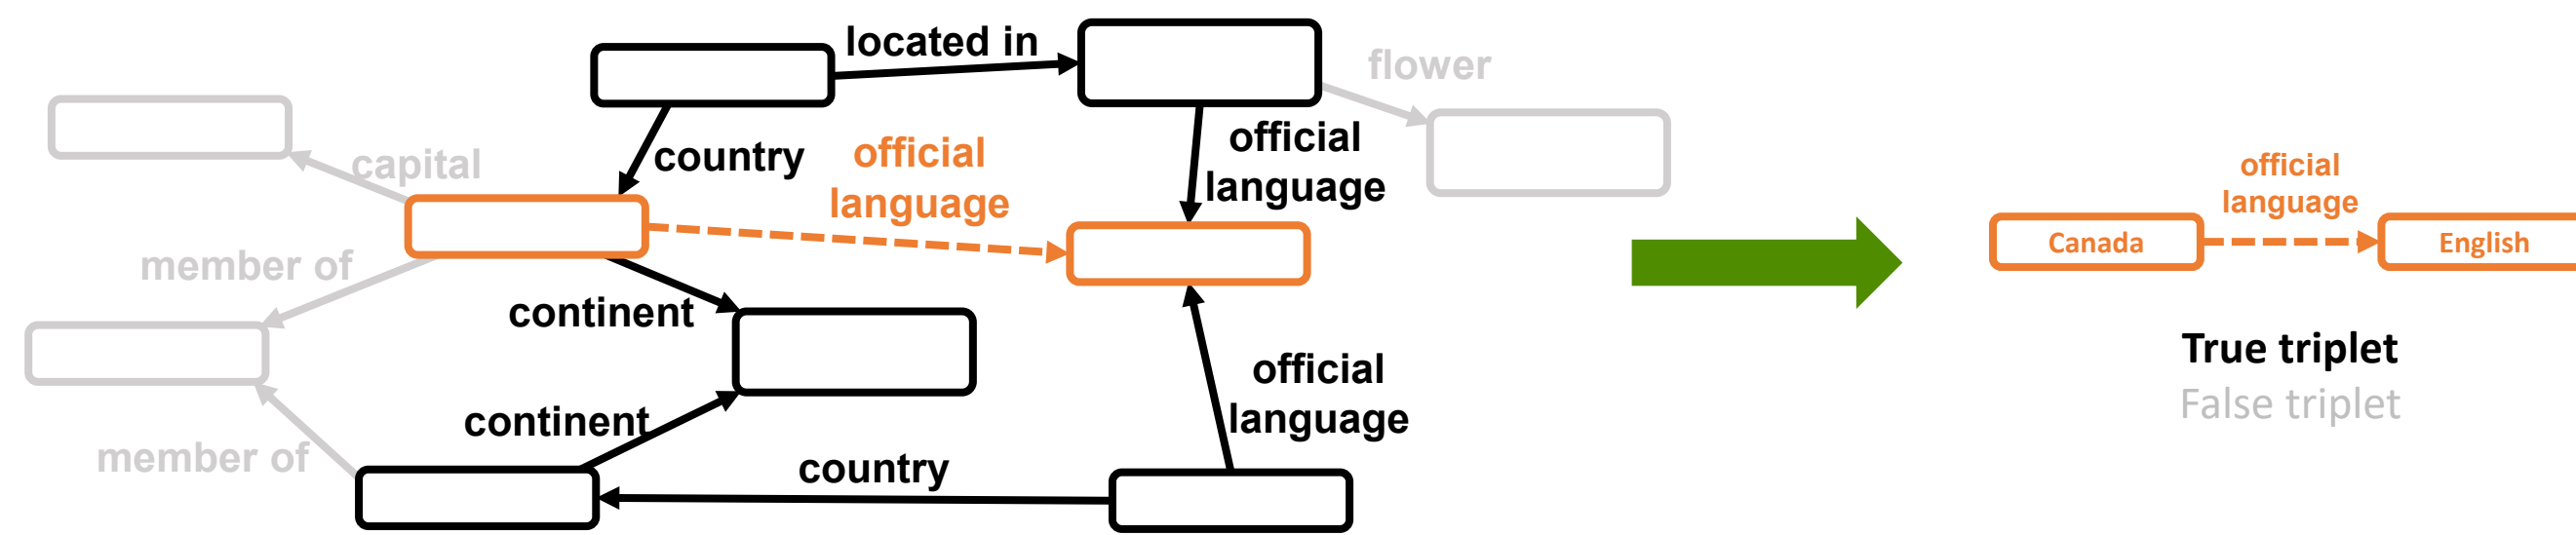 located in
flower
capital
country
official
language
official
language
member of
continent
official
language
continent
member of
country
official
language
Canada
English
True triplet
False triplet